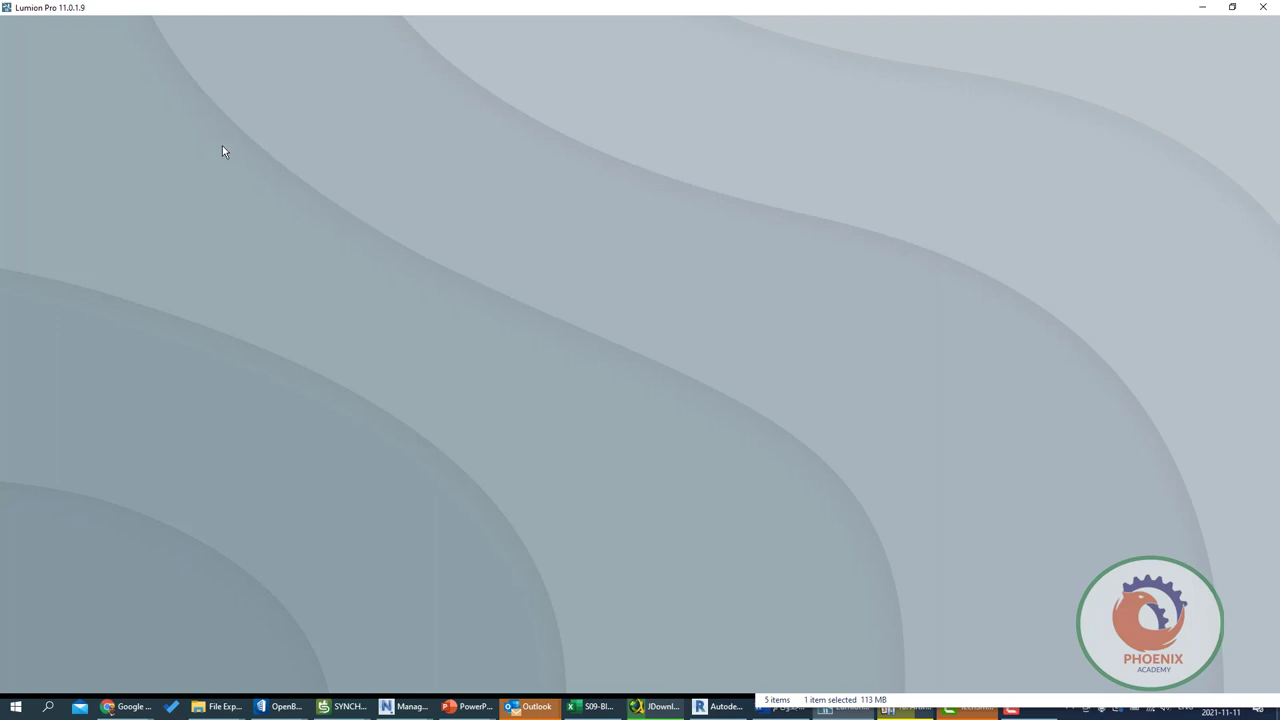 Lumion Pro 11.0.1.9
PHOENIX
ACADEMY
5 items 1 item selected 113 MB
Google ...
File Exp...
OpenB...
SYNCH...
Manag...
PowerP...
Outlook
S09-Bl...
JDownl...
Autode...
2021-11-11